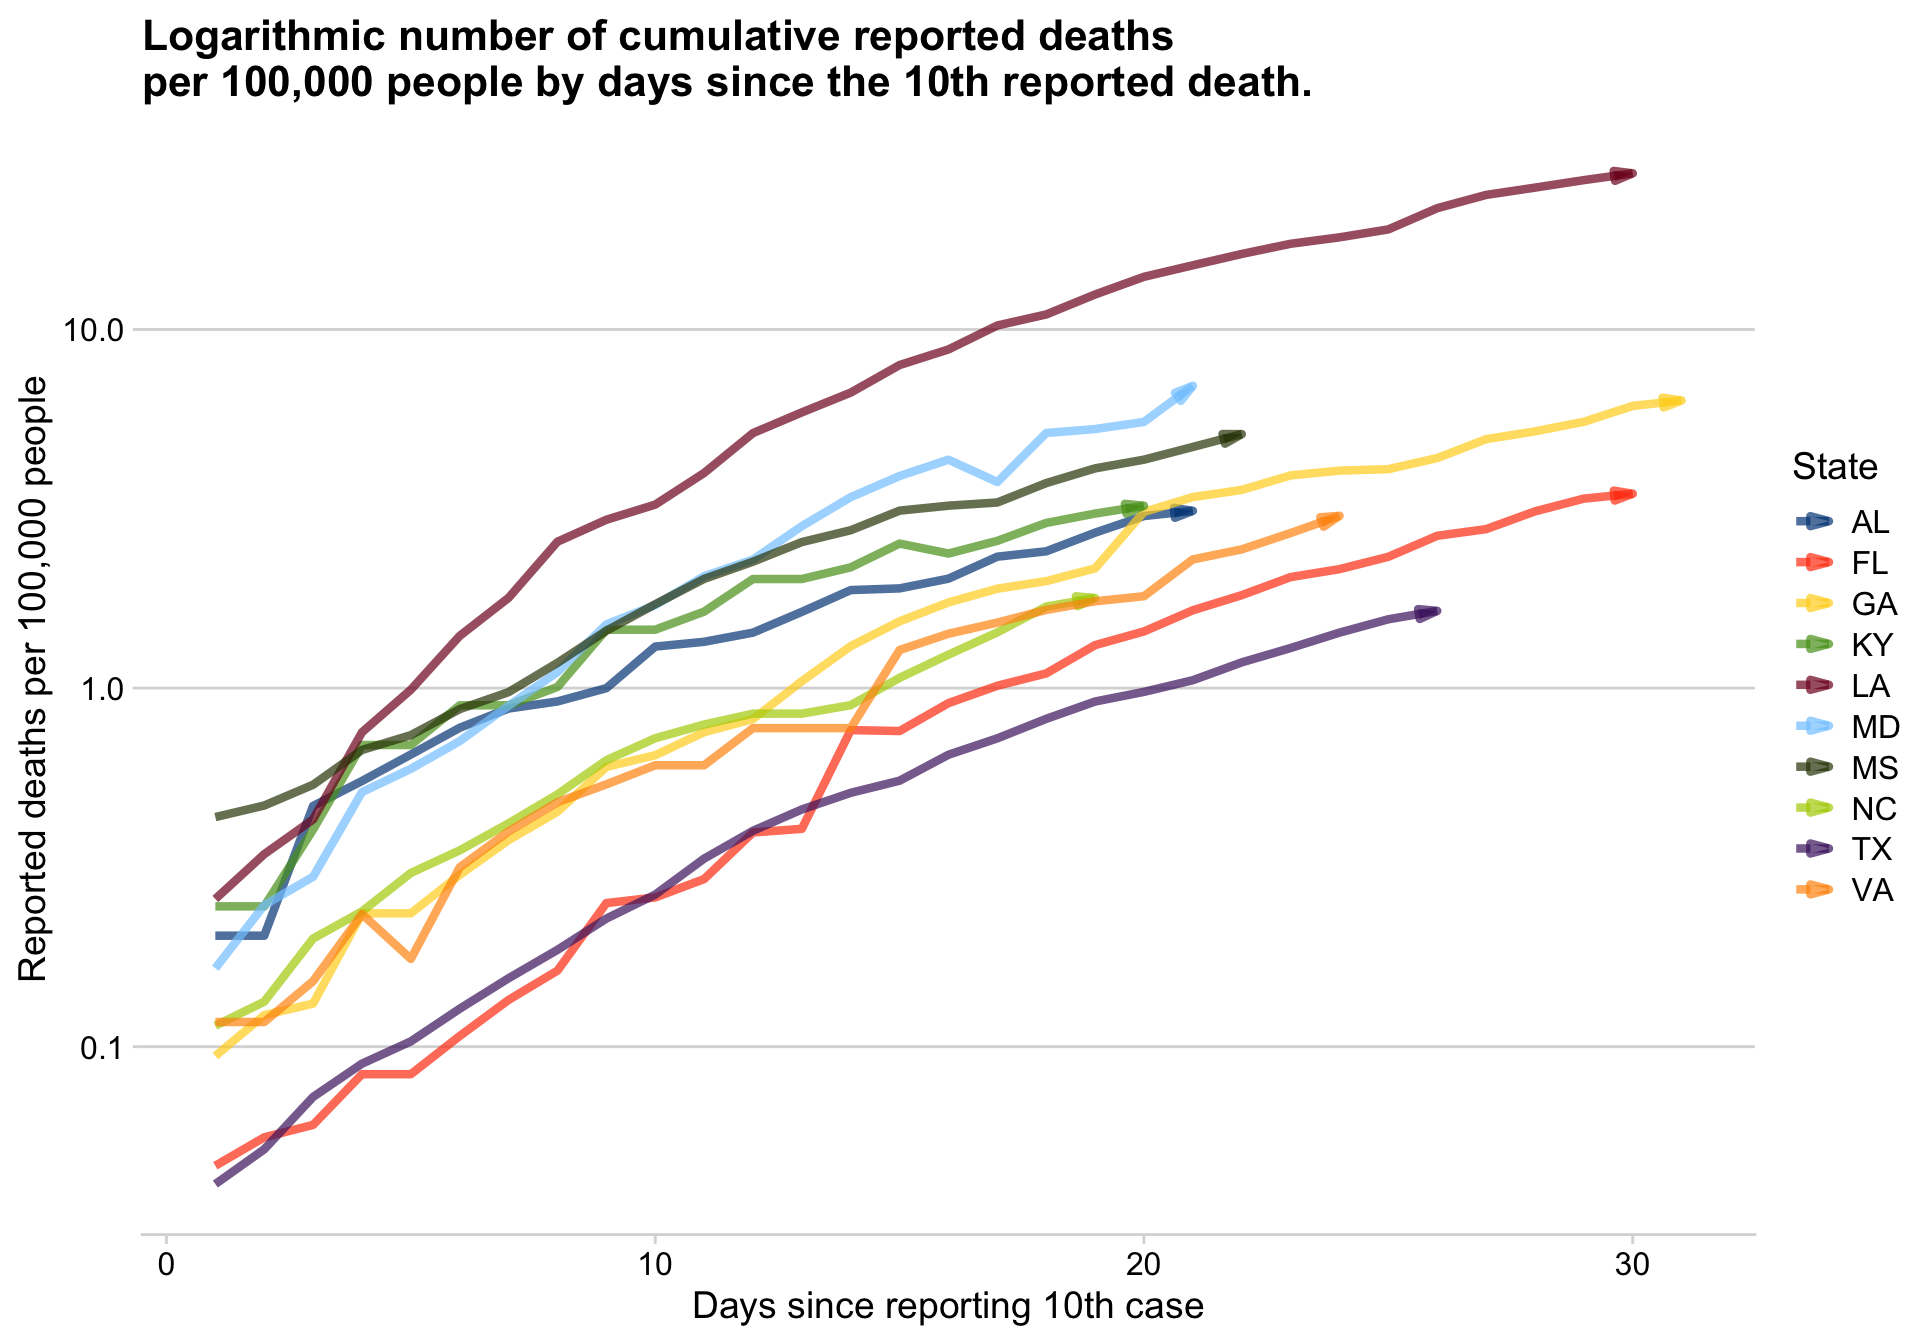 Logarithmic number of cumulative reported deaths
per 100,000 people by days since the 10th reported death.
Reported deaths per 100,000 people
10.0
1.0
0.1
0
10
20
30
Days since reporting 10th case
State
AL
FL
GA
KY
LA
MD
MS
NC
TX
VA